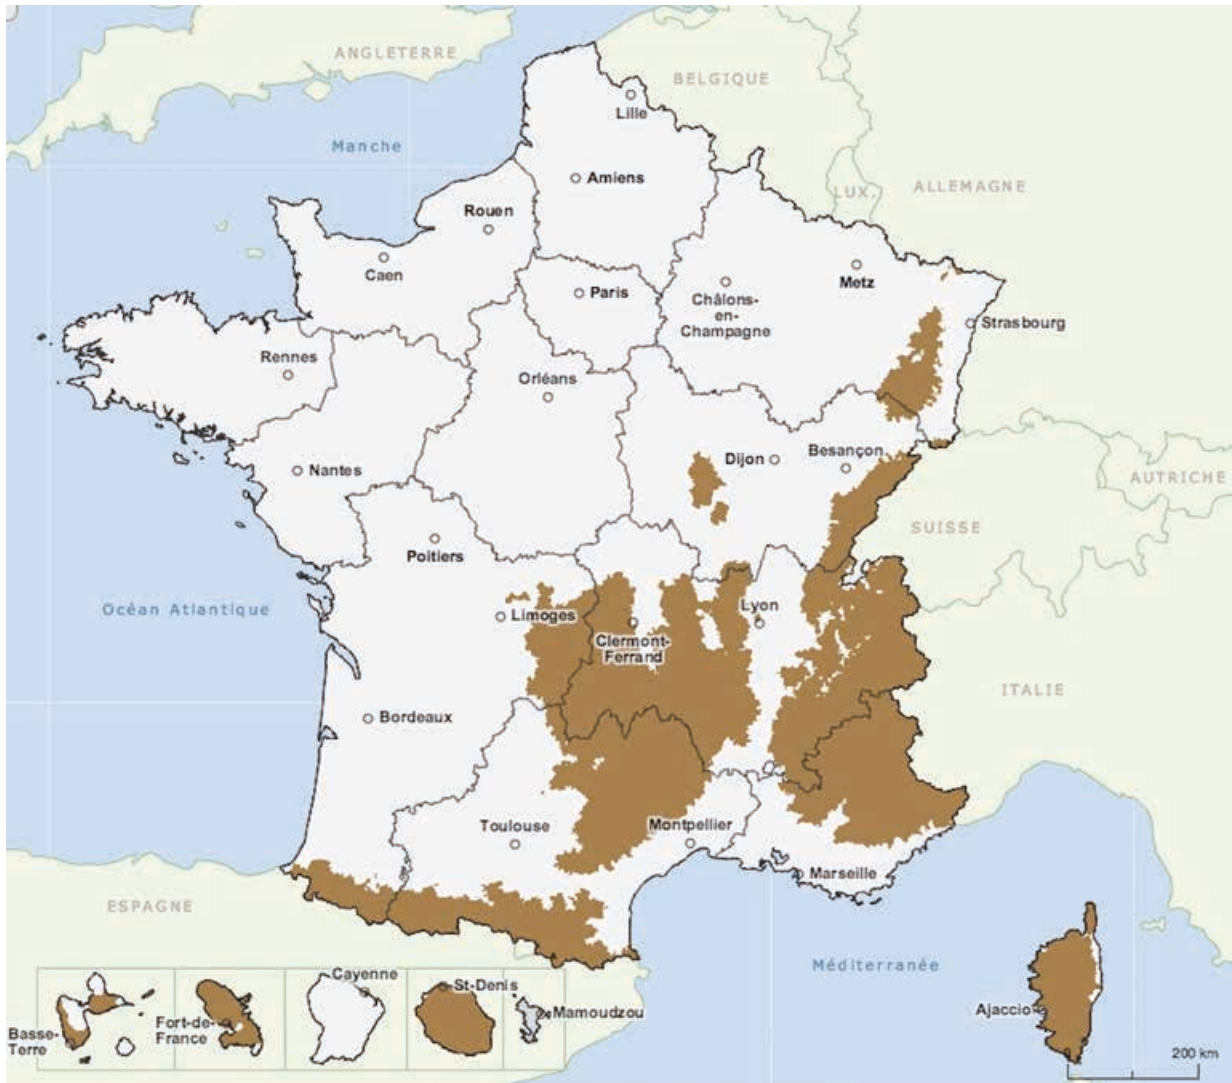 ANGLETERRE
BELGIQUE
Lille
Manche
Amiens
LUX.
ALLEMAGNE
Rouen
Caen
Metz
Paris
Châlons-
en-
Champagne
Strasbourg
Rennes
Orléans
Dijon
Besançon
Nantes
AUTRICHE
SUISSE
Poitiers
Océan Atlantique
Limoges
Lyon
Clermont-
Ferrand
ITALIE
Bordeaux
Toulouse
Montpellier
Marseille
ESPAGNE
Méditerranée
Cayenne
St-Denis
Ajaccio
Mamoudzou
Basse-
Terre
Fort-de-
France
200 km